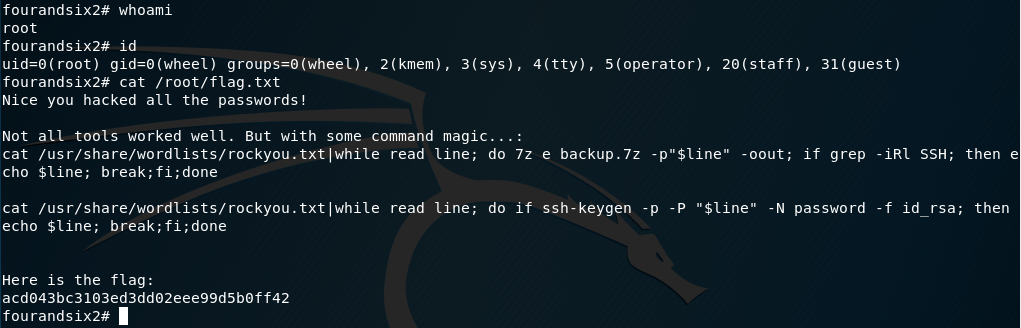 fourandsix2# whoami
root
fourandsix2# id
uid=0(root) gid=0(wheel) groups=0(wheel), 2(kmem), 3(sys), 4(tty), 5(operator), 20(staff), 31(guest)
fourandsix2# cat /root/flag.txt
Nice you hacked all the passwords!

Not all tools worked well. But with some command magic...:
cat /usr/share/wordlists/rockyou.txt|while read line; do 7z e backup.7z -p"$line" -oout; if grep -iRl SSH; then e
cho $line; break;fi;done

cat /usr/share/wordlists/rockyou.txt|while read line; do if ssh-keygen -p -P "$line" -N password -f id_rsa; then
echo $line; break;fi;done


Here is the flag:
acd043bc3103ed3dd02eee99d5b0ff42
fourandsix2#